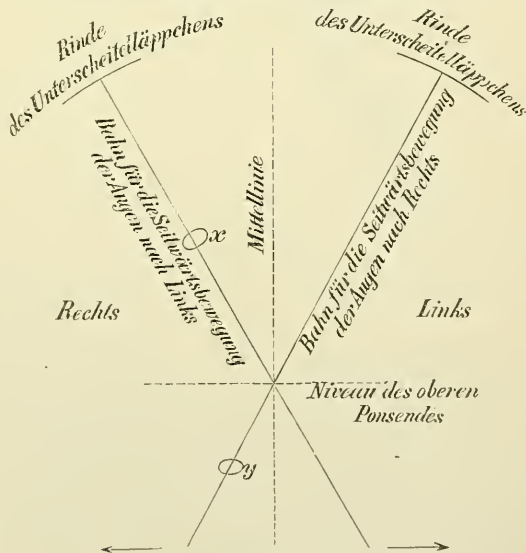 Rinde
des Unterscheitelläppchens
Rinde
des Unterscheitelläppchens
Bahn für die Seitwärtsbewegung
der Augen nach Links
x
Mittellinie
Bahn für die Seitwärtsbewegung
der Augen nach Rechts
Rechts
Links
Niveau des oberen
Ponsendes
y